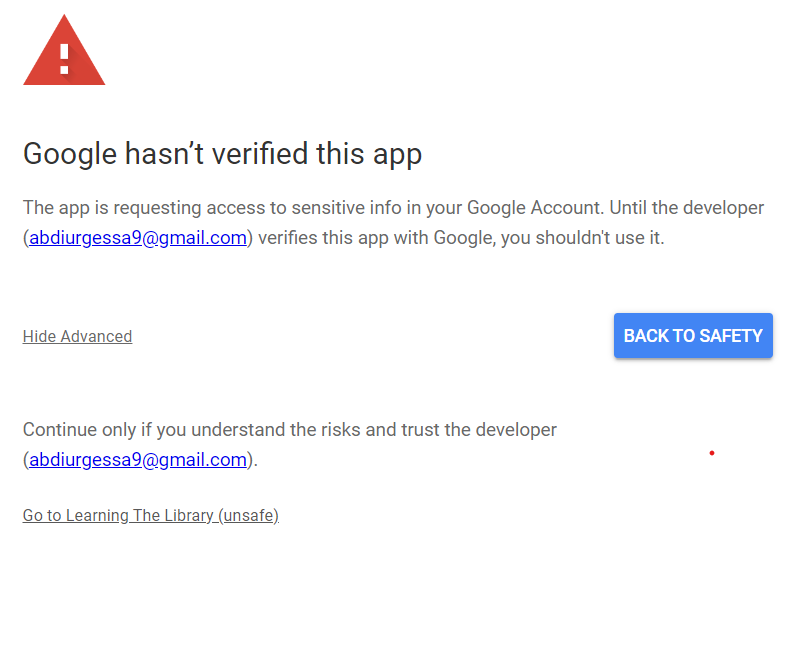 Google hasn’t verified this app
The app is requesting access to sensitive info in your Google Account. Until the developer
(abdiurgessa9@gmail.com) verifies this app with Google, you shouldn't use it.
Hide Advanced
BACK TO SAFETY
Continue only if you understand the risks and trust the developer
(abdiurgessa9@gmail.com).
Go to Learning The Library (unsafe)